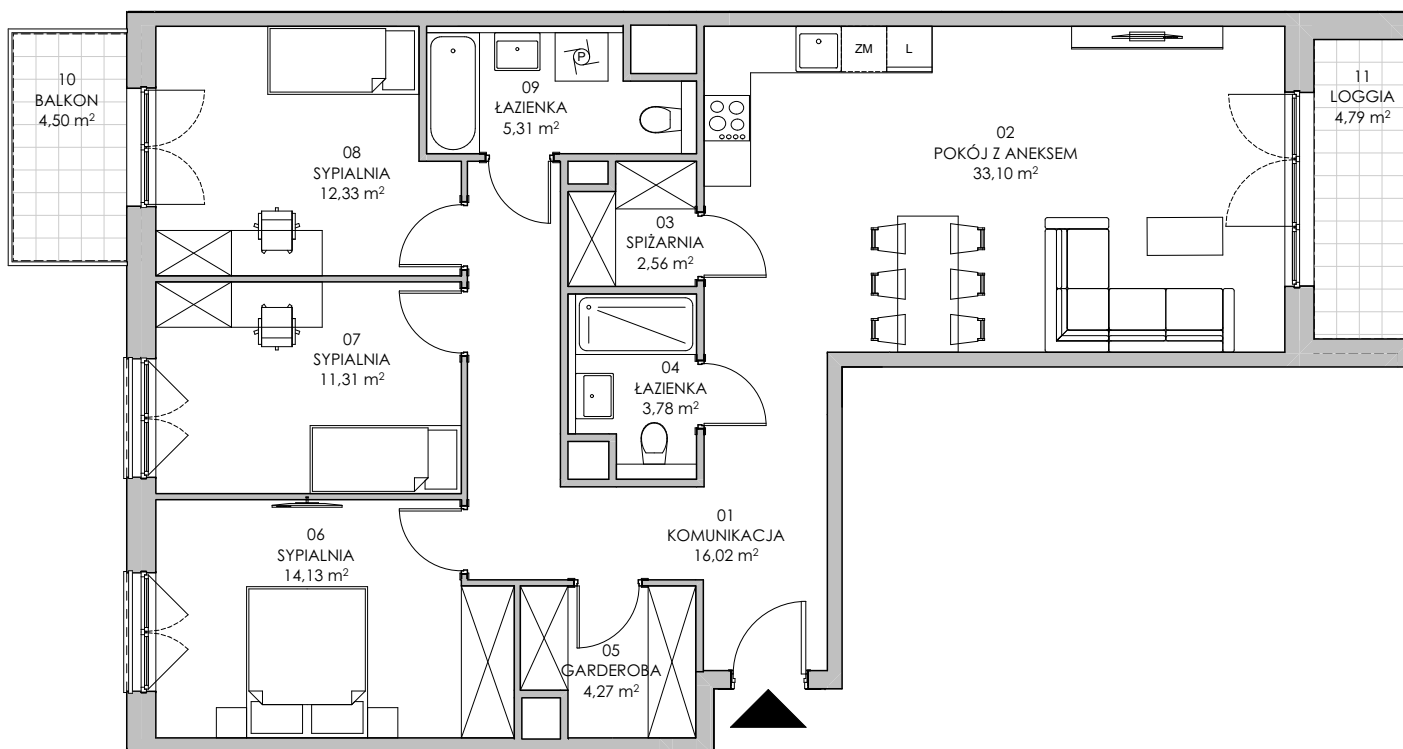 10
BALKON
4,50 m²
08
SYPIALNIA
12,33 m²
09
ŁAZIENKA
5,31 m²
P
ZM
L
02
POKÓJ Z ANEKSEM
33,10 m²
11
LOGGIA
4,79 m²
03
SPIŻARNIA
2,56 m²
07
SYPIALNIA
11,31 m²
04
ŁAZIENKA
3,78 m²
06
SYPIALNIA
14,13 m²
01
KOMUNIKACJA
16,02 m²
05
GARDEROBA
4,27 m²